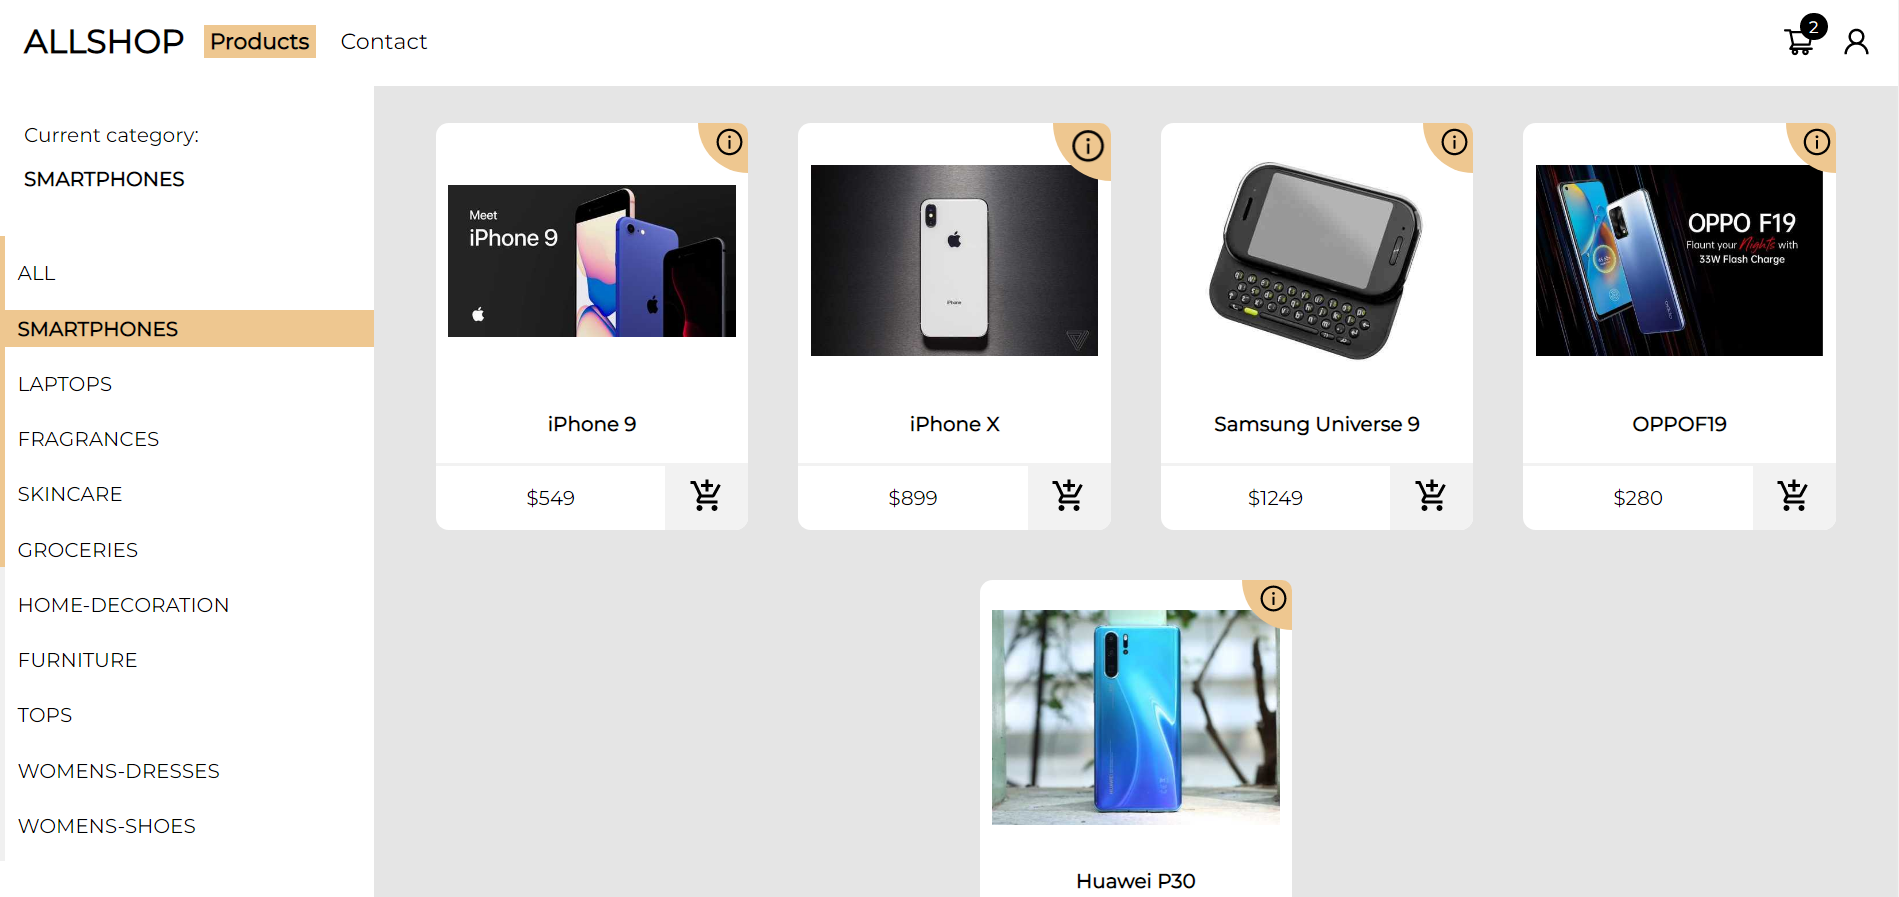 ALLSHOP Products Contact
2
Current category:
SMARTPHONES
ALL
SMARTPHONES
LAPTOPS
FRAGRANCES
SKINCARE
GROCERIES
HOME-DECORATION
FURNITURE
TOPS
WOMENS-DRESSES
WOMENS-SHOES
Meet
iPhone 9
iPhone 9
$549
iPhone
iPhone X
$899
Samsung Universe 9
$1249
OPPO F19
Flaunt your Nights with
33W Flash Charge
OPPOF19
$280
Huawei P30